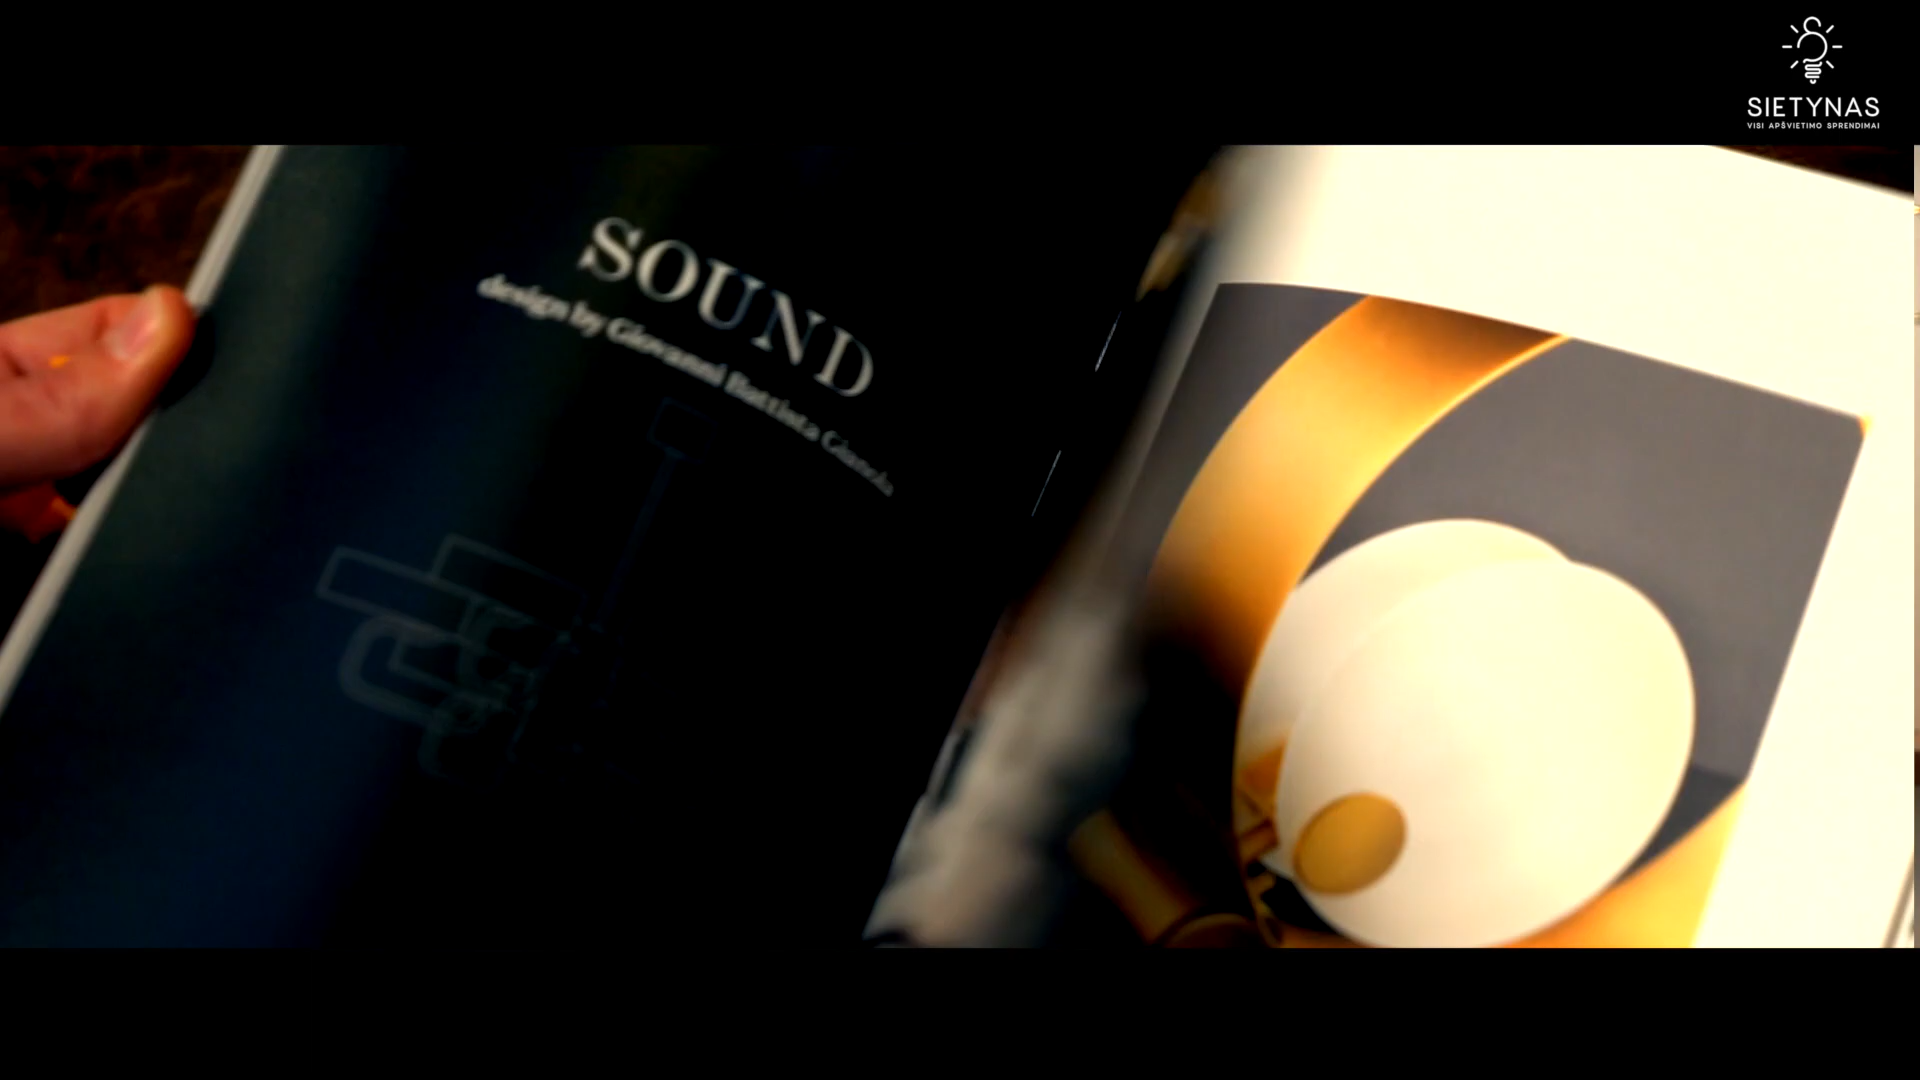 SIETYNAS
VISI APŠVIETIMO SPRENDIMAI
SOUND
design by Giovanni Battista